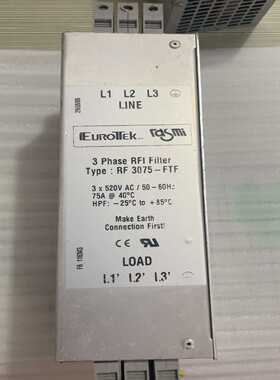 L1 L2 L3
LINE
EUROTEK rasmi
3 Phase RFI Filter
Type : RF 3075-FTF
3 x 520V AC / 50-60Hz
75A @ 40°C
HPF: -25°C to +85°C
Make Earth
Connection First!
CE
LOAD
L1' L2' L3'